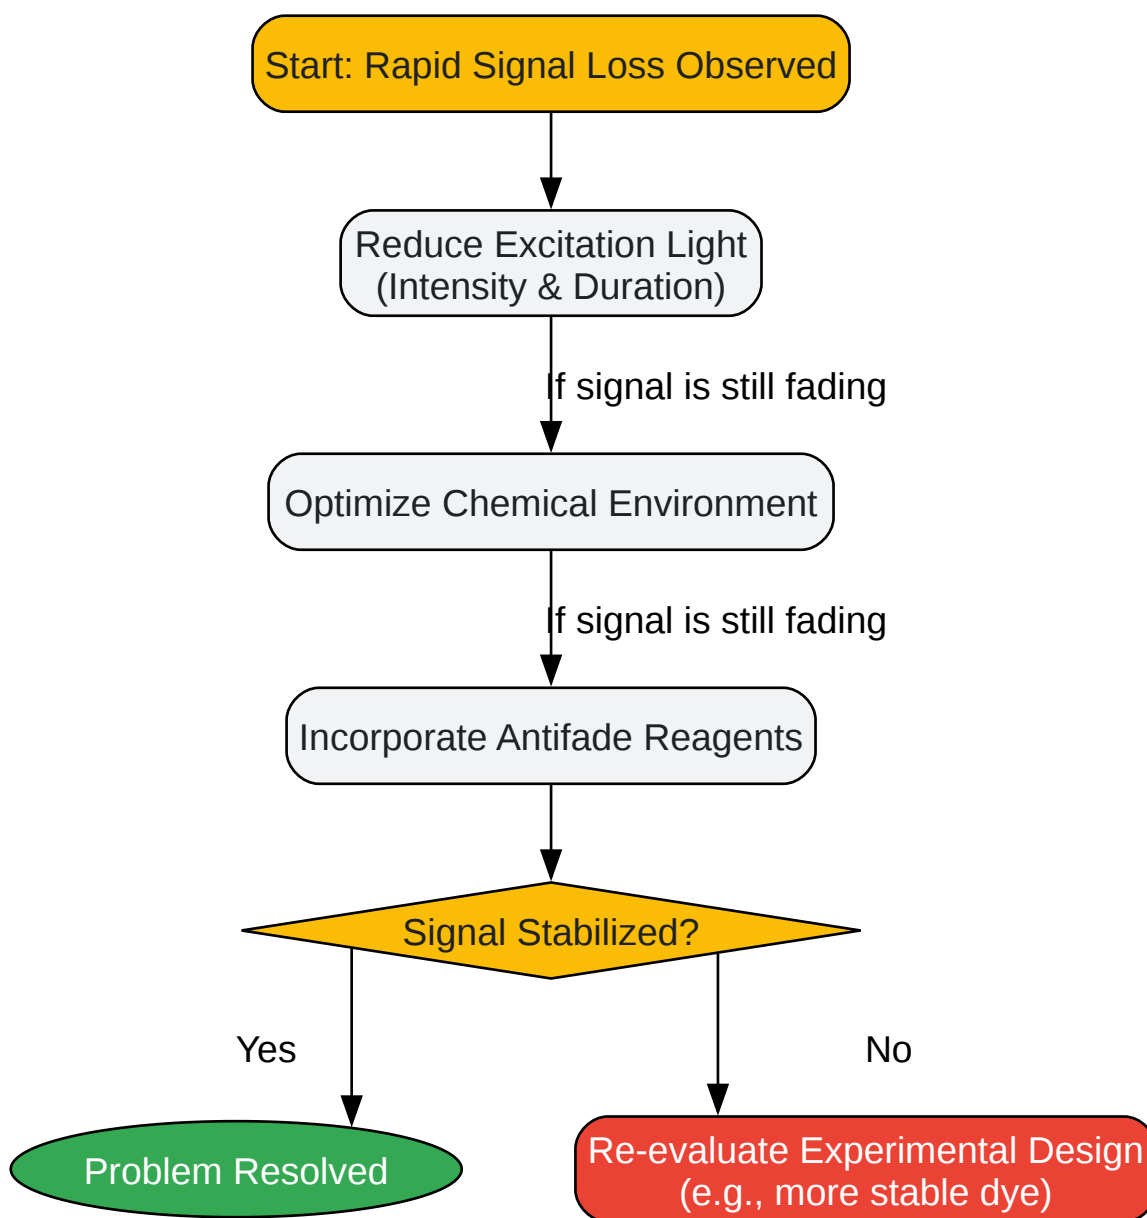 Start: Rapid Signal Loss Observed
Reduce Excitation Light
(Intensity & Duration)
If signal is still fading
Optimize Chemical Environment
If signal is still fading
Incorporate Antifade Reagents
Signal Stabilized?
Yes
No
Problem Resolved
Re-evaluate Experimental Design
(e.g., more stable dye)